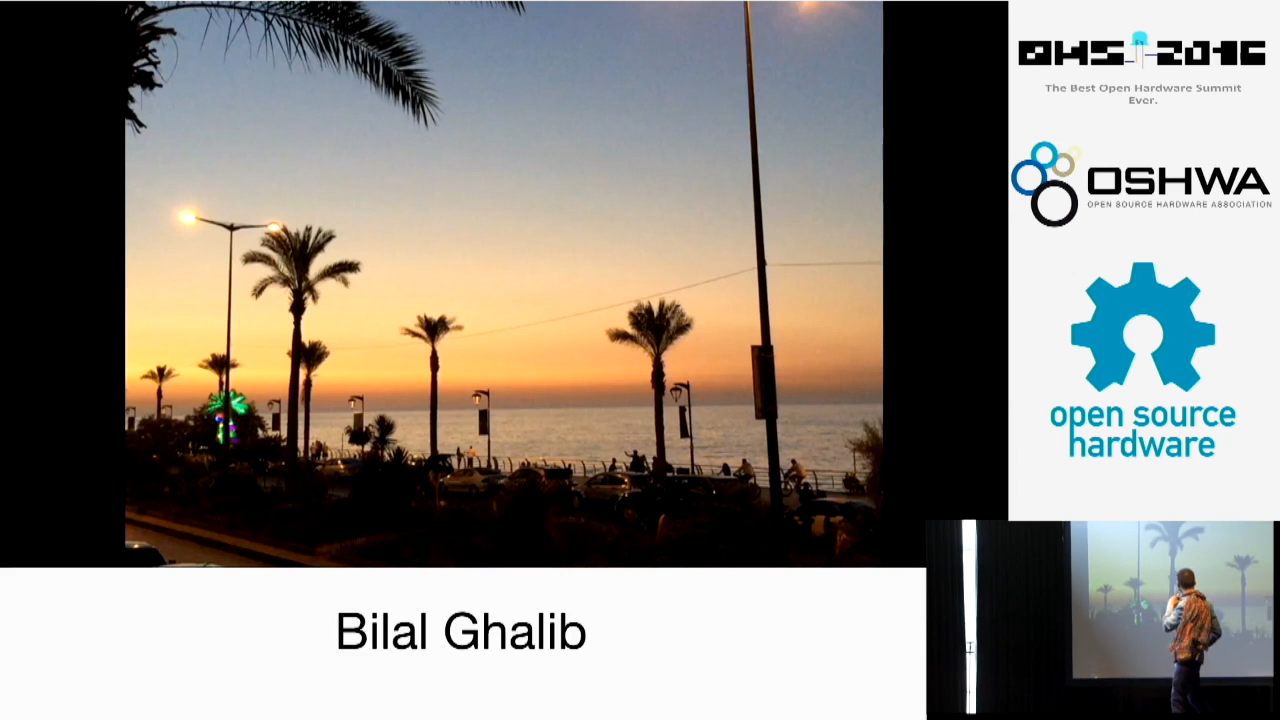 OHS 2016
The Best Open Hardware Summit
Ever.
OSHWA
OPEN SOURCE HARDWARE ASSOCIATION
open source
hardware
Bilal Ghalib